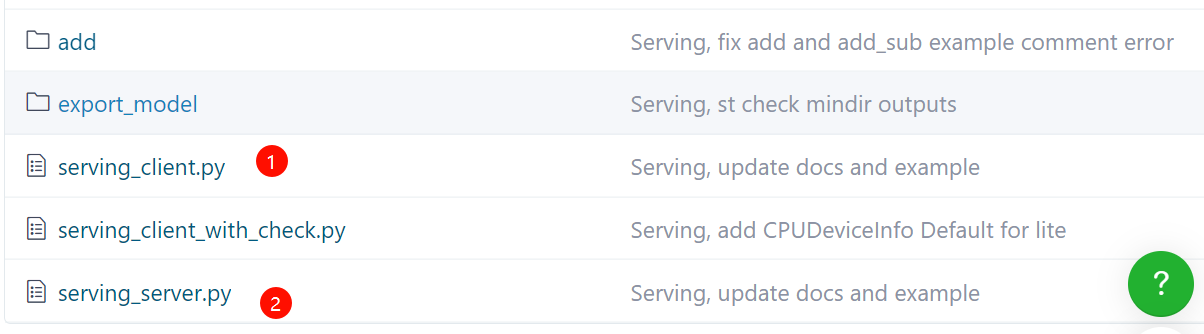 add Serving, fix add and add_sub example comment error
export_model Serving, st check mindir outputs
serving_client.py 1 Serving, update docs and example
serving_client_with_check.py Serving, add CPUDeviceInfo Default for lite
serving_server.py 2 Serving, update docs and example
?